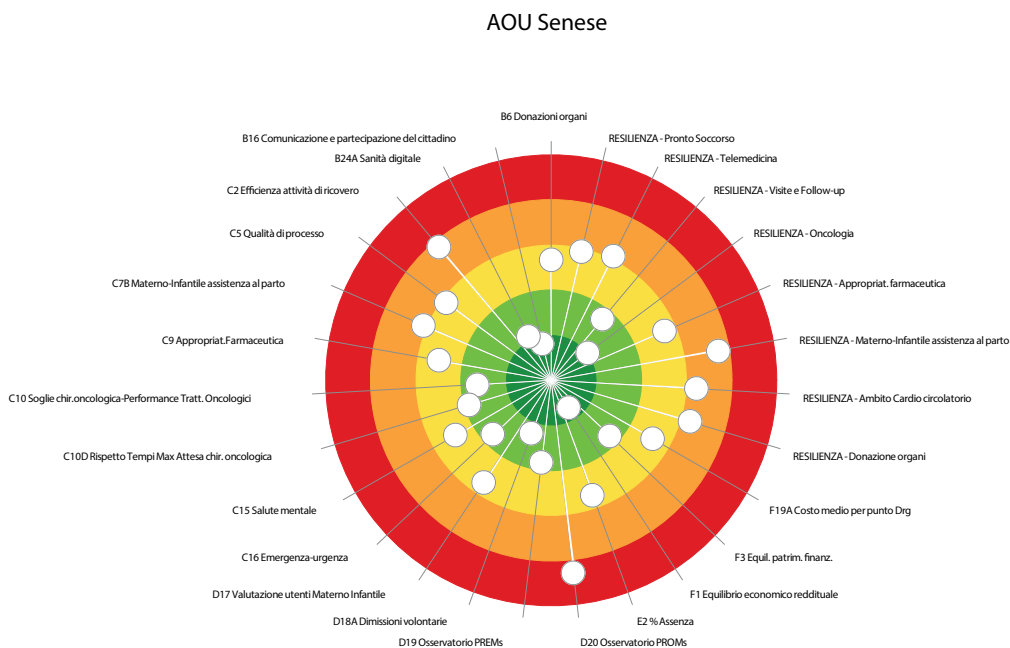 AOU Senese
B6 Donazioni organi
B16 Comunicazione e partecipazione del cittadino
RESILIENZA - Pronto Soccorso
B24A Sanità digitale
RESILIENZA - Telemedicina
C2 Efficienza attività di ricovero
RESILIENZA - Visite e Follow-up
C5 Qualità di processo
RESILIENZA - Oncologia
C7B Materno-Infantile assistenza al parto
RESILIENZA - Appropriat. farmaceutica
C9 Appropriat.Farmaceutica
RESILIENZA - Materno-Infantile assistenza al parto
C10 Soglie chir.oncologica-Performance Tratt. Oncologici
RESILIENZA - Ambito Cardio circolatorio
C10D Rispetto Tempi Max Attesa chir. oncologica
RESILIENZA - Donazione organi
C15 Salute mentale
F19A Costo medio per punto Drg
C16 Emergenza-urgenza
F3 Equil. patrim. finanz.
D17 Valutazione utenti Materno Infantile
F1 Equilibrio economico reddituale
D18A Dimissioni volontarie
E2 % Assenza
D19 Osservatorio PREMs
D20 Osservatorio PROMs